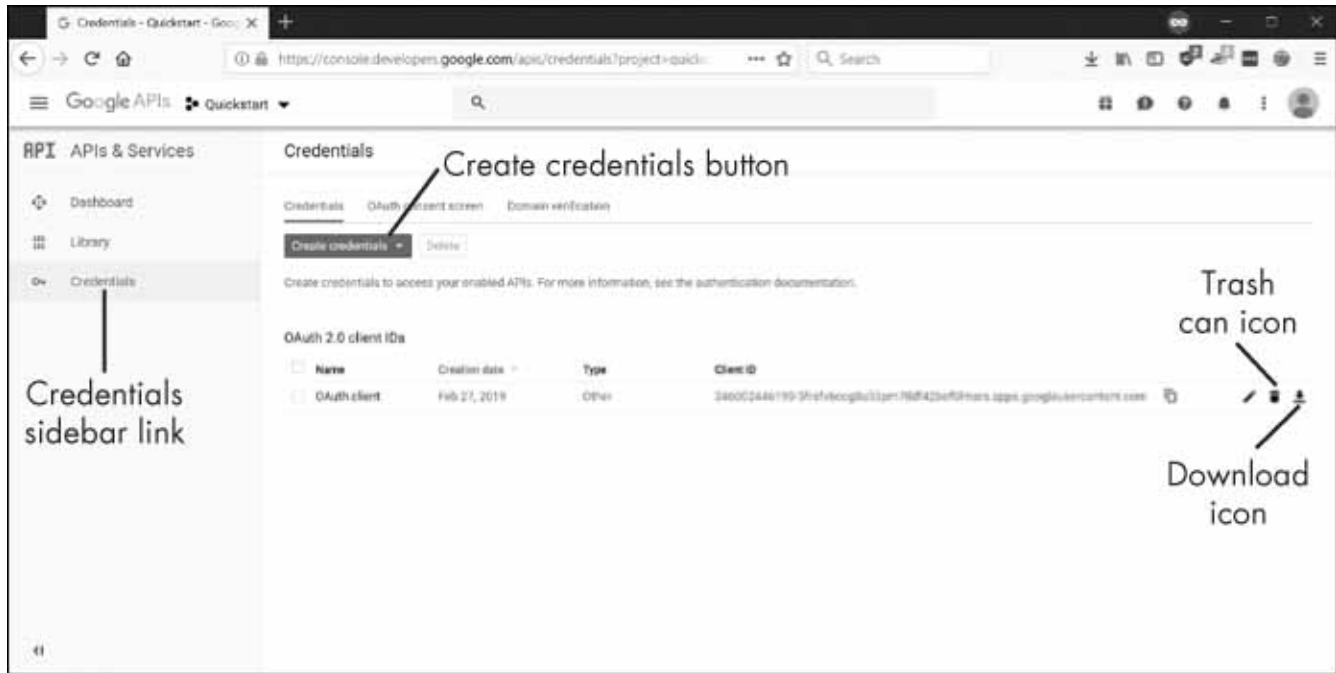 Credentials - Quickstart - Goog
https://console.developers.google.com/apis/credentials?project=quick
Search
Google APIs Quickstart
API APIs & Services
Credentials
Create credentials button
Dashboard
Credentials OAuth consent screen Domain verification
Library
Create credentials Delete
Credentials
Create credentials to access your enabled APIs. For more information, see the authentication documentation.
Trash
can icon
OAuth 2.0 client IDs
Name Creation date Type Client ID
OAuth client Feb 27, 2019 Other
Credentials
sidebar link
Download
icon